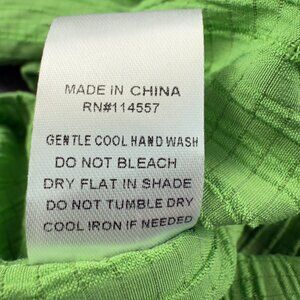 MADE IN CHINA
RN#114557
GENTLE COOL HAND WASH
DO NOT BLEACH
DRY FLAT IN SHADE
DO NOT TUMBLE DRY
COOL IRON IF NEEDED